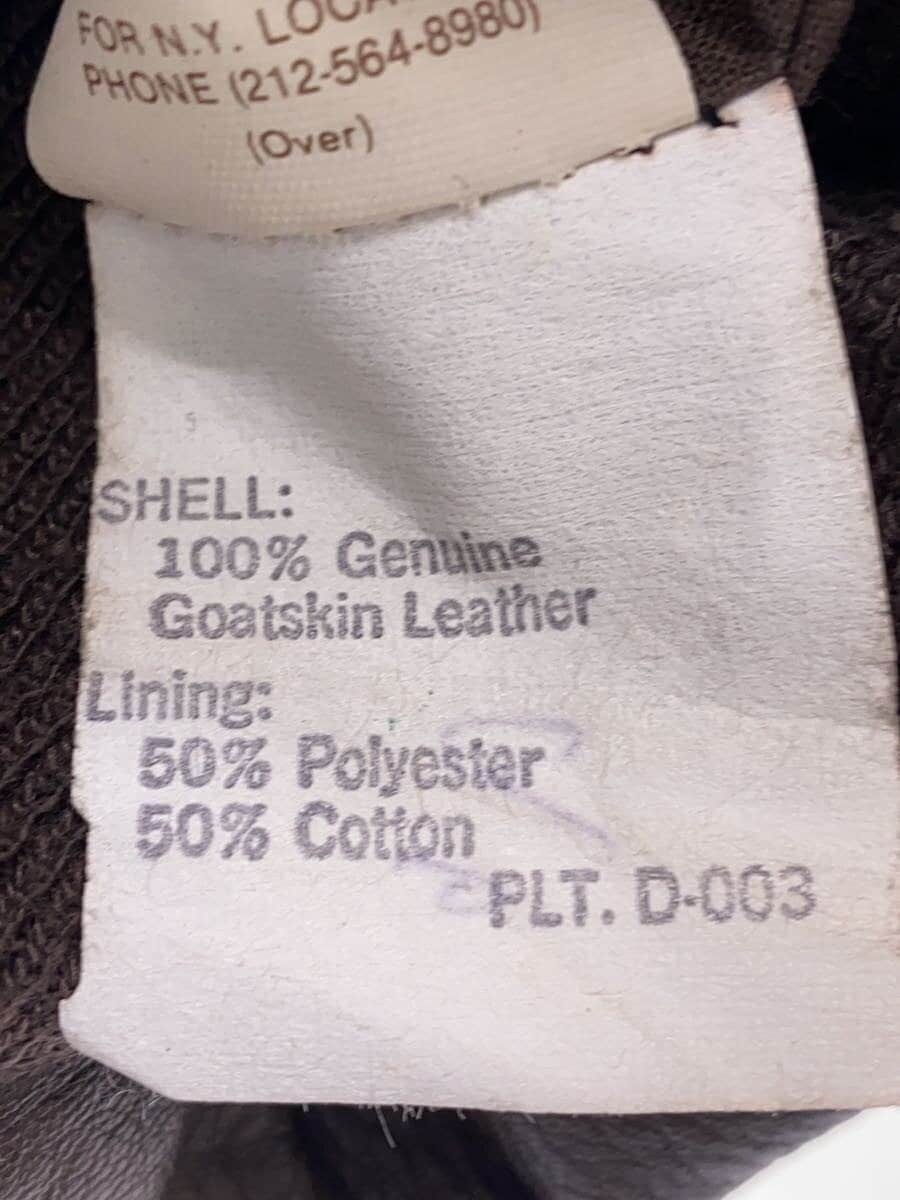 FOR N.Y.
PHONE (212-564-8980)
(Over)
SHELL:
100% Genuine
Goatskin Leather
Lining:
50% Polyester
50% Cotton
PLT. D-003